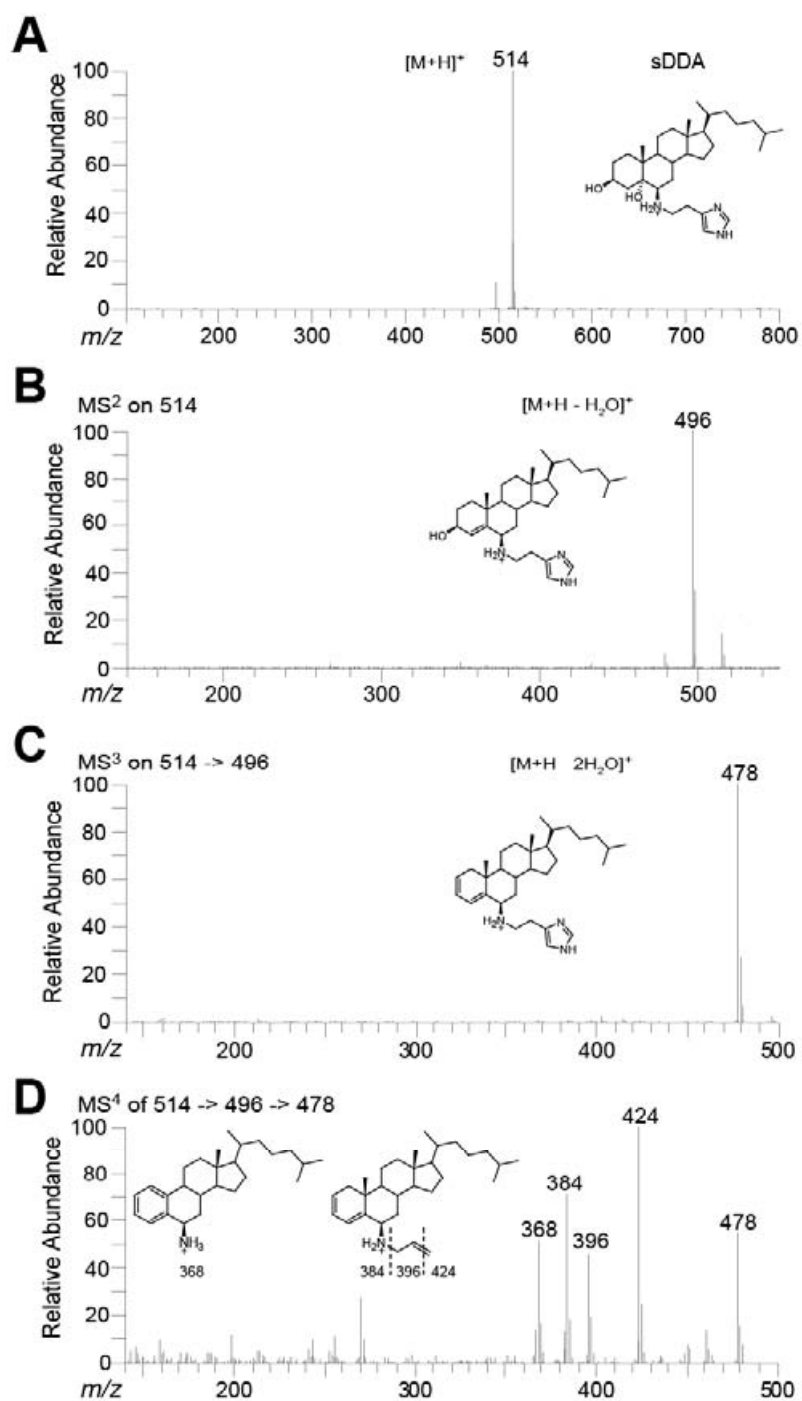 A
[M+H]+ 514 sDDA
Relative Abundance
100
80
60
40
20
0
HO
HO
H2N
+
N
NH
m/z 200 300 400 500 600 700 800
B
MS2 on 514 [M+H - H2O]+ 496
Relative Abundance
100
80
60
40
20
0
HO
H2N
+
N
NH
m/z 200 300 400 500
C
MS3 on 514 -> 496 [M+H 2H2O]+ 478
Relative Abundance
100
80
60
40
20
0
H2N
+
N
NH
m/z 200 300 400 500
D
MS4 of 514 -> 496 -> 478
Relative Abundance
100
80
60
40
20
0
424
384
368
396
478
NH3
+
368
H2N
+
384 396 424
m/z 200 300 400 500